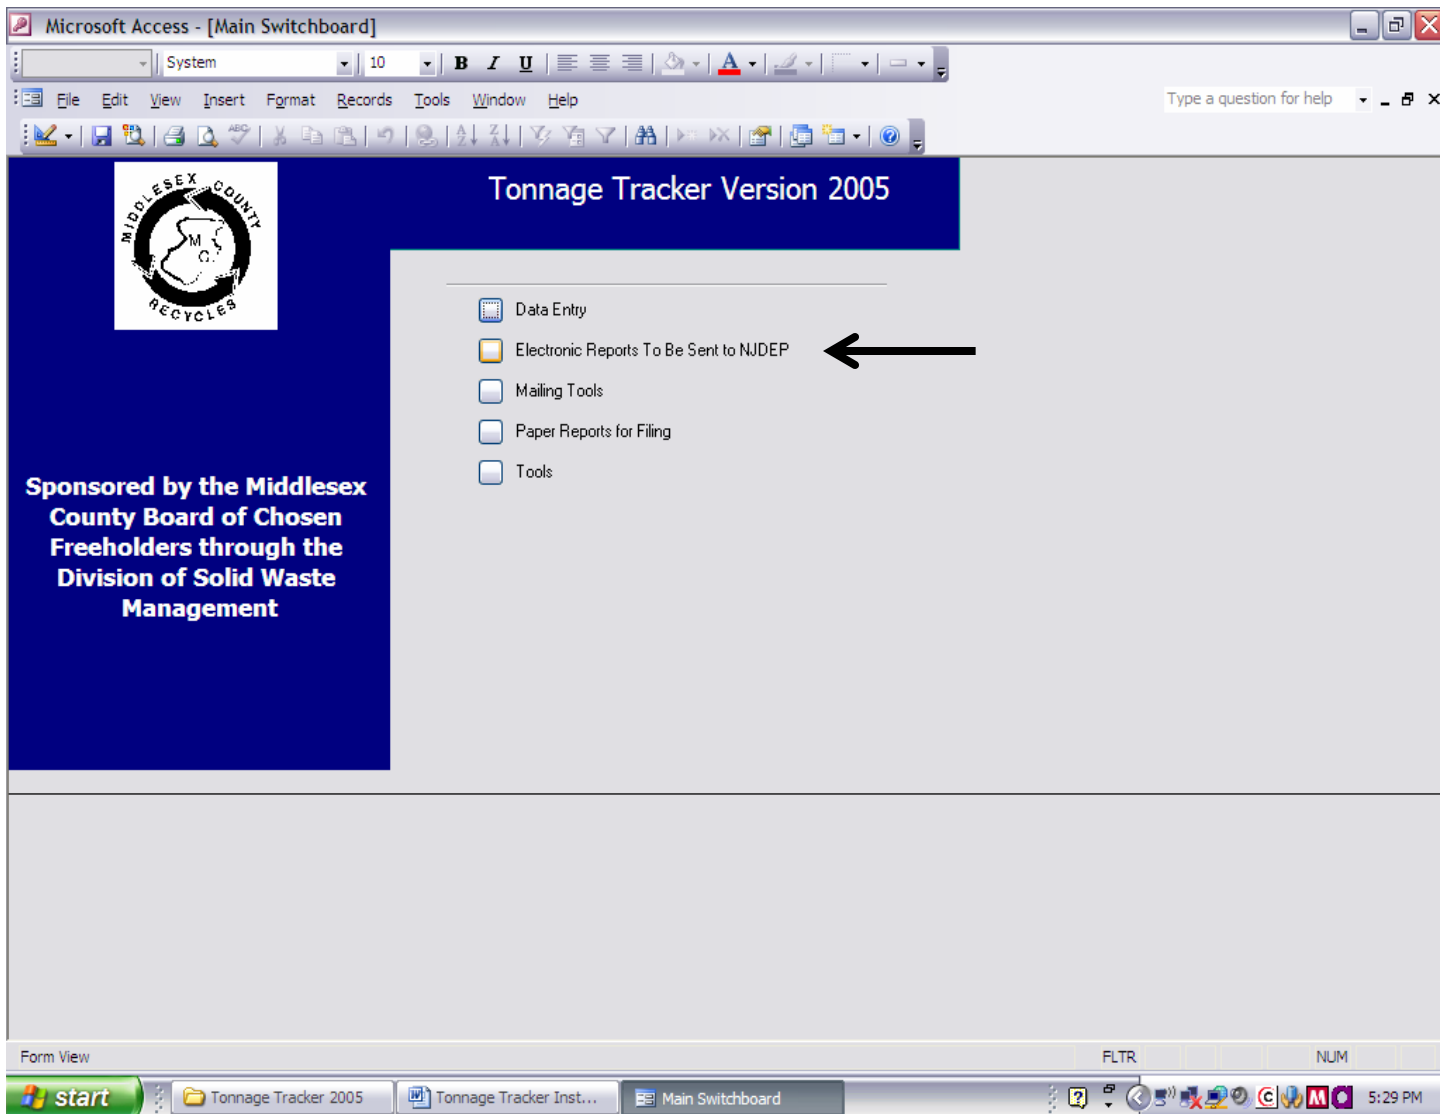 Microsoft Access - [Main Switchboard]
System 10 B I U A
File Edit View Insert Format Records Tools Window Help Type a question for help
MIDDLESEX COUNTY
M
C.
RECYCLES
Tonnage Tracker Version 2005
Data Entry
Electronic Reports To Be Sent to NJDEP
Mailing Tools
Paper Reports for Filing
Tools
Sponsored by the Middlesex
County Board of Chosen
Freeholders through the
Division of Solid Waste
Management
Form View FLTR NUM
start Tonnage Tracker 2005 Tonnage Tracker Inst... Main Switchboard 5:29 PM